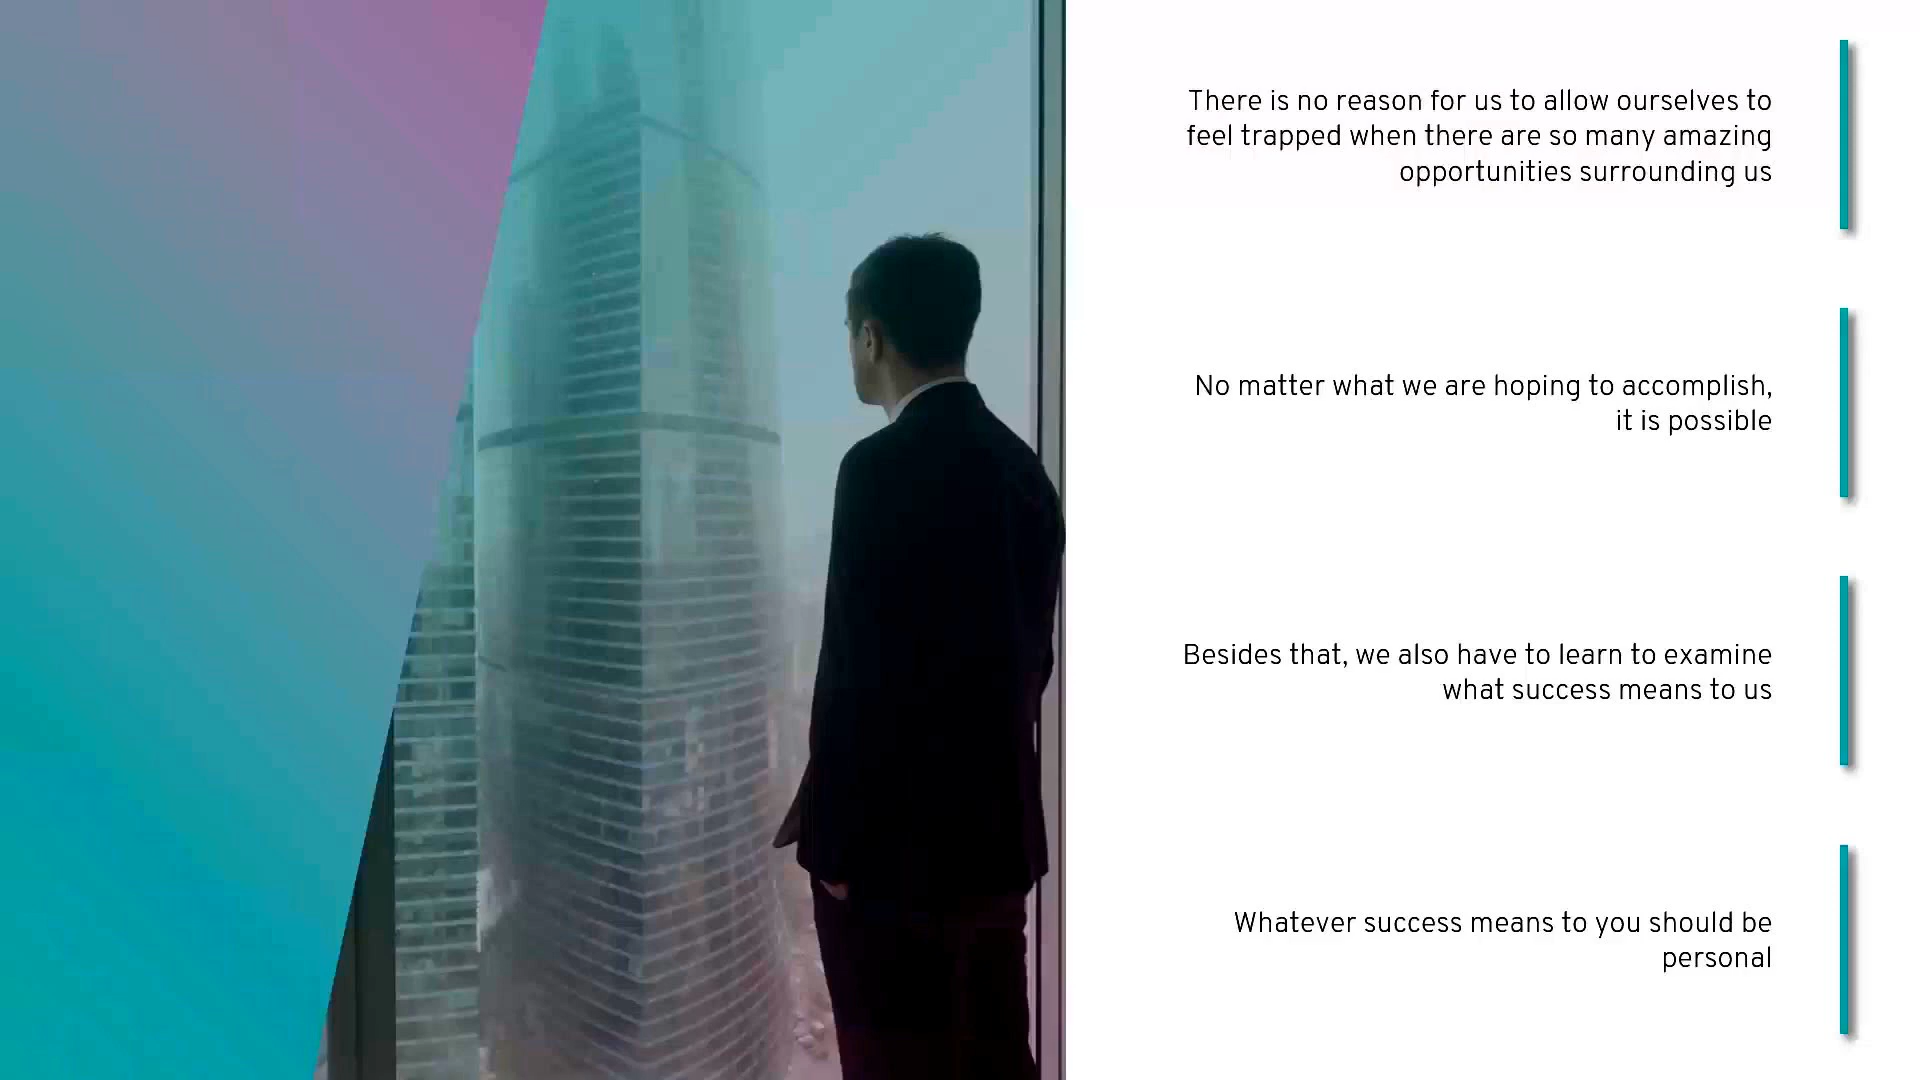 There is no reason for us to allow ourselves to
feel trapped when there are so many amazing
opportunities surrounding us
No matter what we are hoping to accomplish,
it is possible
Besides that, we also have to learn to examine
what success means to us
Whatever success means to you should be
personal